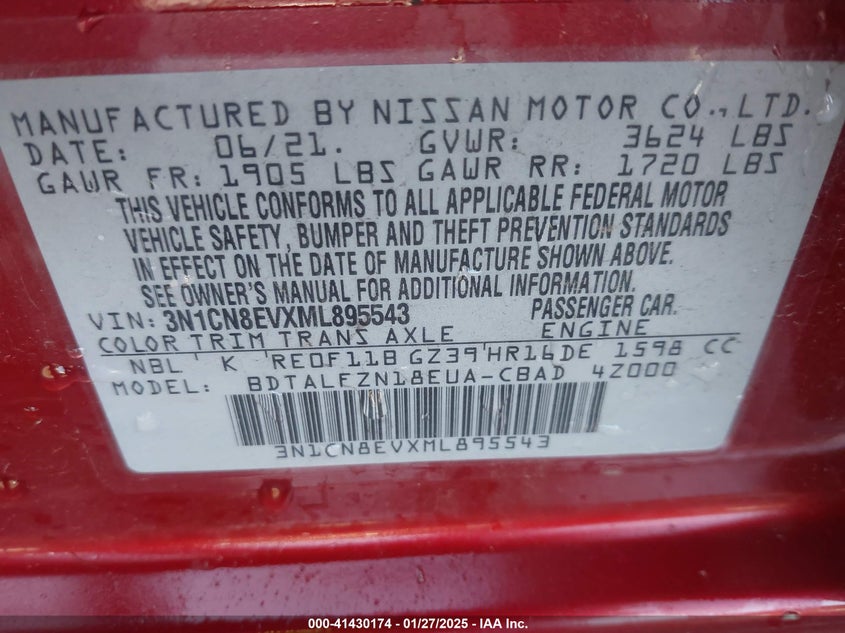 MANUFACTURED BY NISSAN MOTOR CO., LTD.
DATE: 06/21. GVWR: 3624 LBS
GAWR FR: 1905 LBS GAWR RR: 1720 LBS
THIS VEHICLE CONFORMS TO ALL APPLICABLE FEDERAL MOTOR
VEHICLE SAFETY, BUMPER AND THEFT PREVENTION STANDARDS
IN EFFECT ON THE DATE OF MANUFACTURE SHOWN ABOVE.
SEE OWNER'S MANUAL FOR ADDITIONAL INFORMATION.
VIN: 3N1CN8EVXML895543 PASSENGER CAR.
COLOR TRIM TRANS AXLE ENGINE
NBL K RE0F11B GZ39 HR16DE 1598 CC
MODEL: BDTALEZN18EUA-CBAD 4Z000
3N1CN8EVXML895543
000-41430174 — 01/27/2025 — IAA Inc.